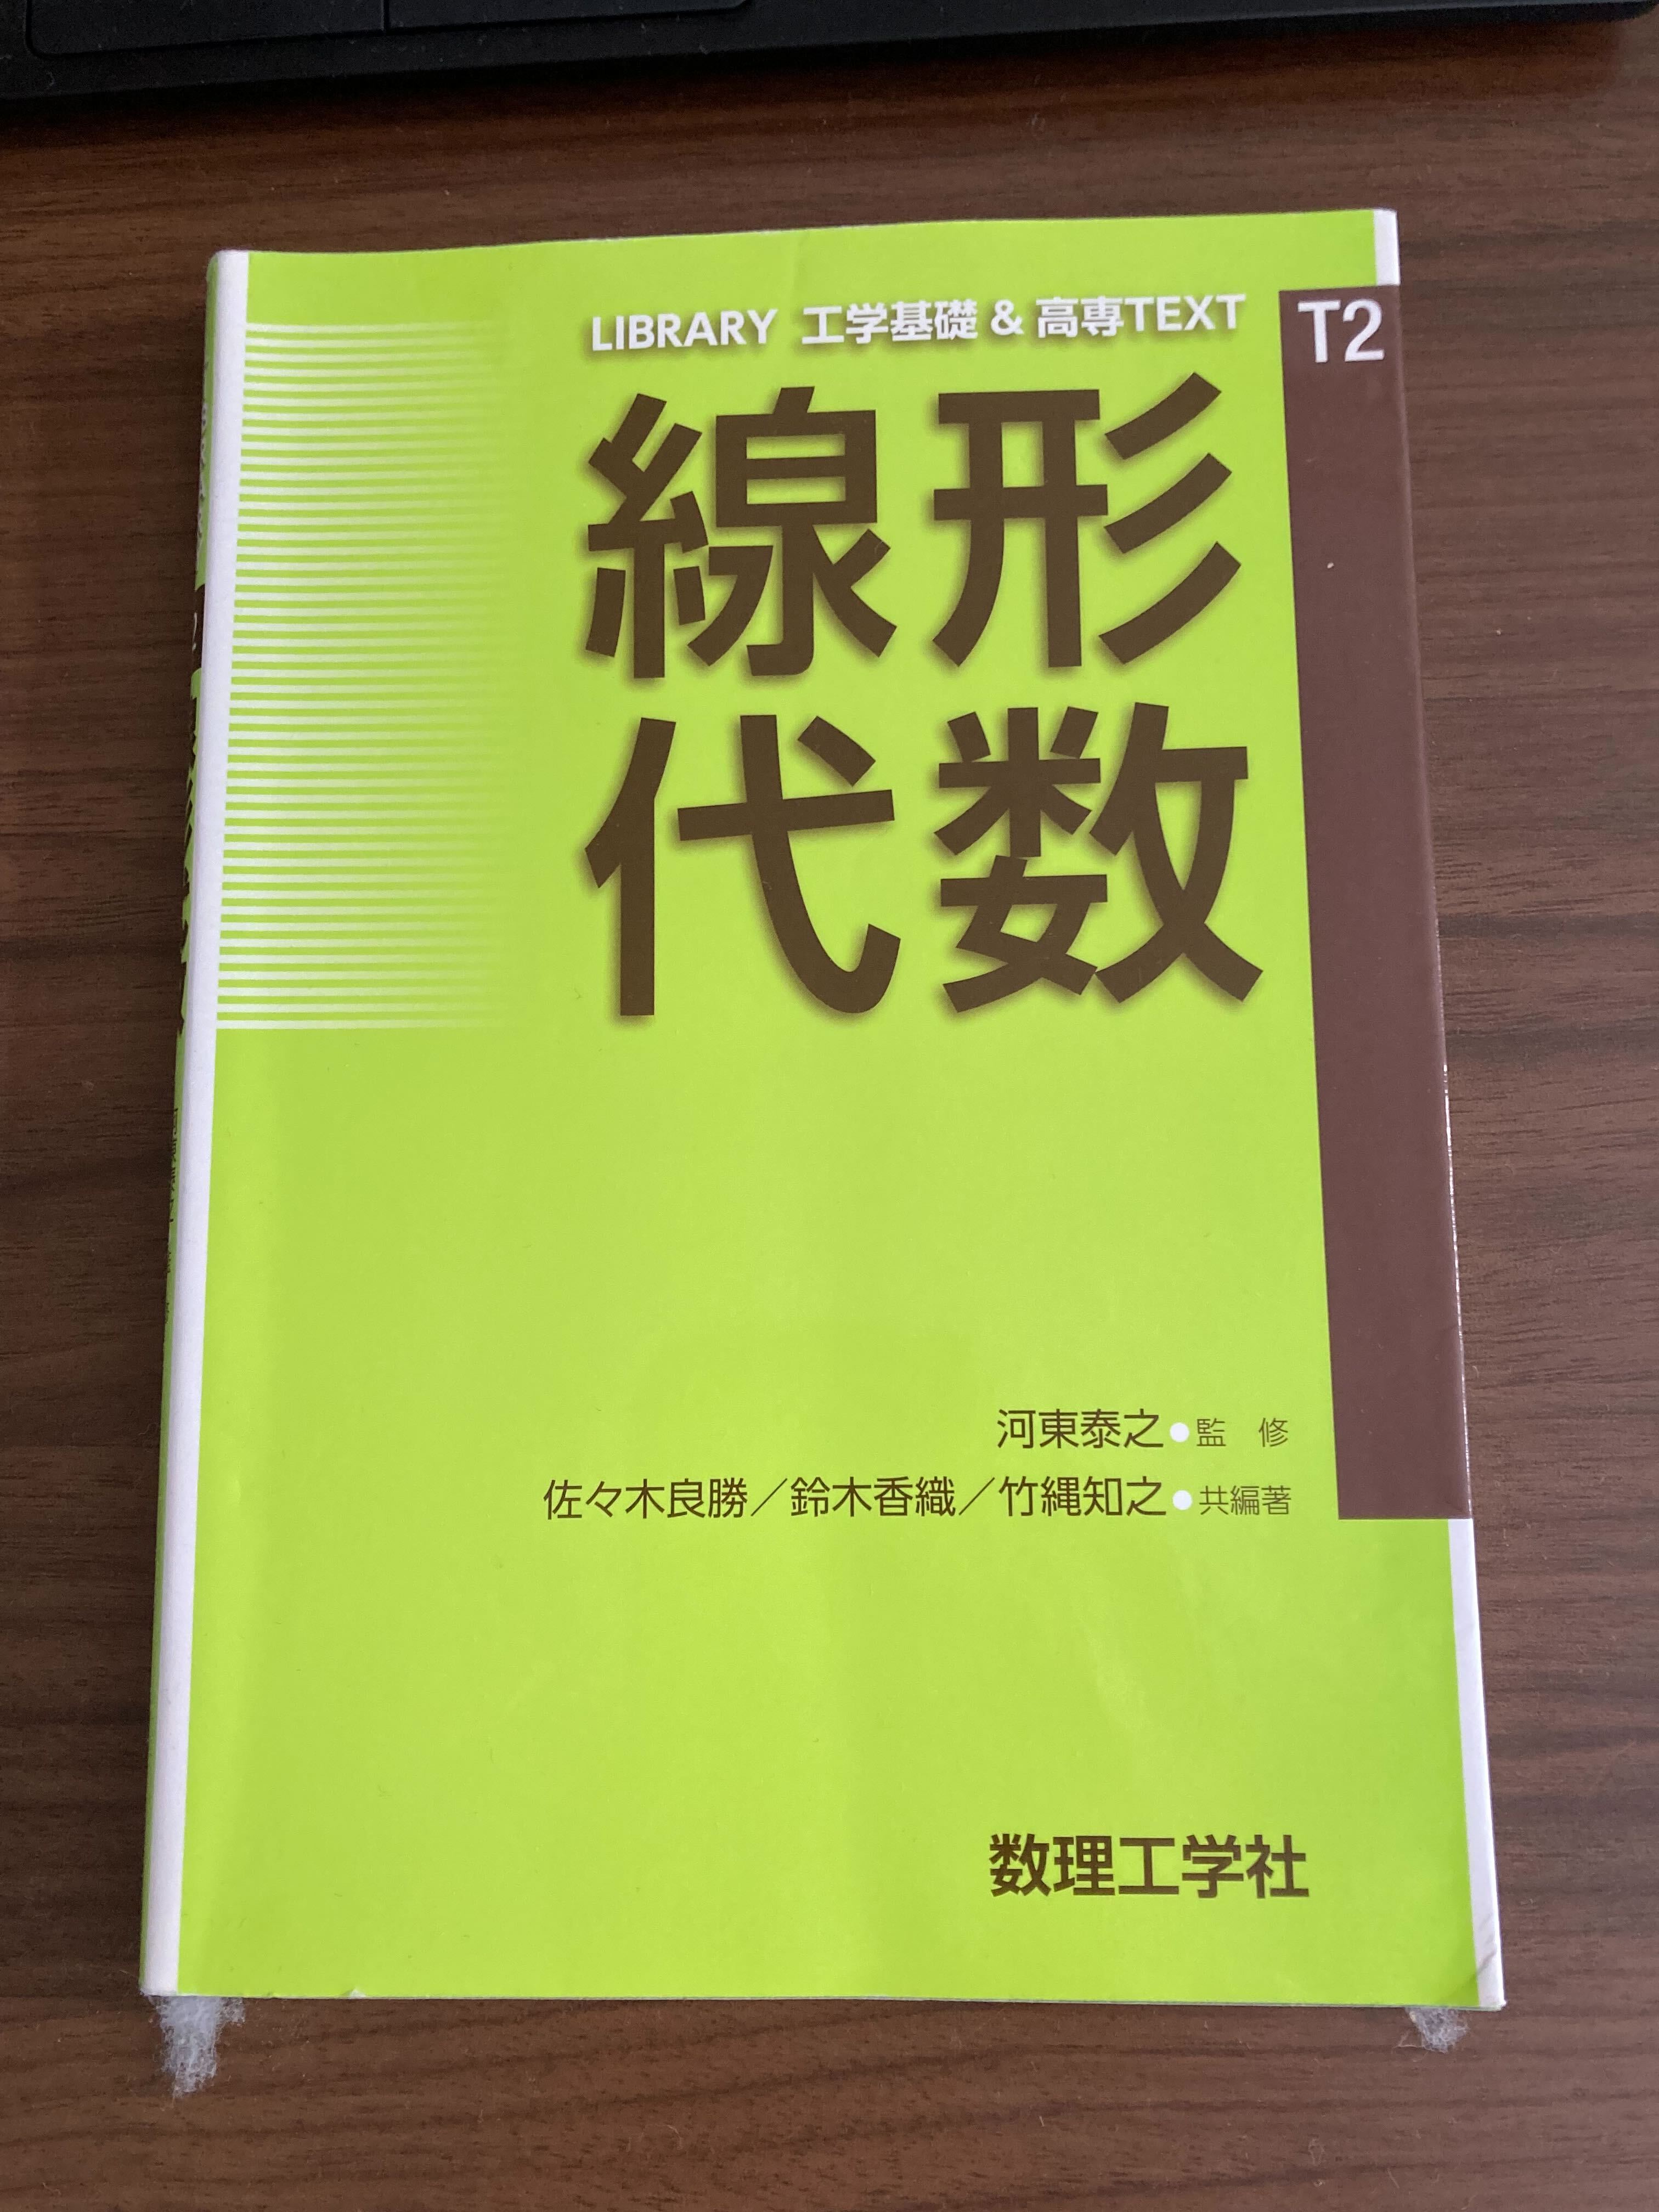 LIBRARY 工学基礎 & 高専TEXT
T2
線形
代数
河東泰之●監 修
佐々木良勝／鈴木香織／竹縄知之●共編著
数理工学社